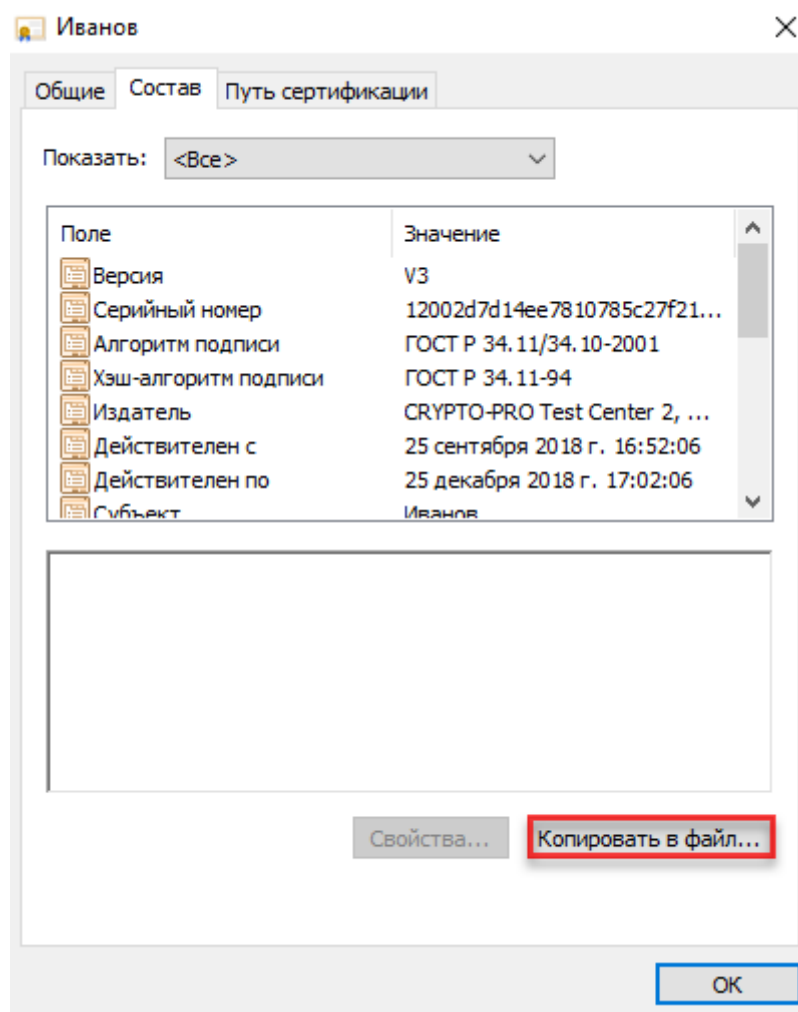 Иванов
Общие Состав Путь сертификации
Показать: <Все>
Поле Значение
Версия V3
Серийный номер 12002d7d14ee7810785c27f21...
Алгоритм подписи ГОСТ Р 34.11/34.10-2001
Хэш-алгоритм подписи ГОСТ Р 34.11-94
Издатель CRYPTO-PRO Test Center 2, ...
Действителен с 25 сентября 2018 г. 16:52:06
Действителен по 25 декабря 2018 г. 17:02:06
Субъект Иванов
Свойства... Копировать в файл...
ОК